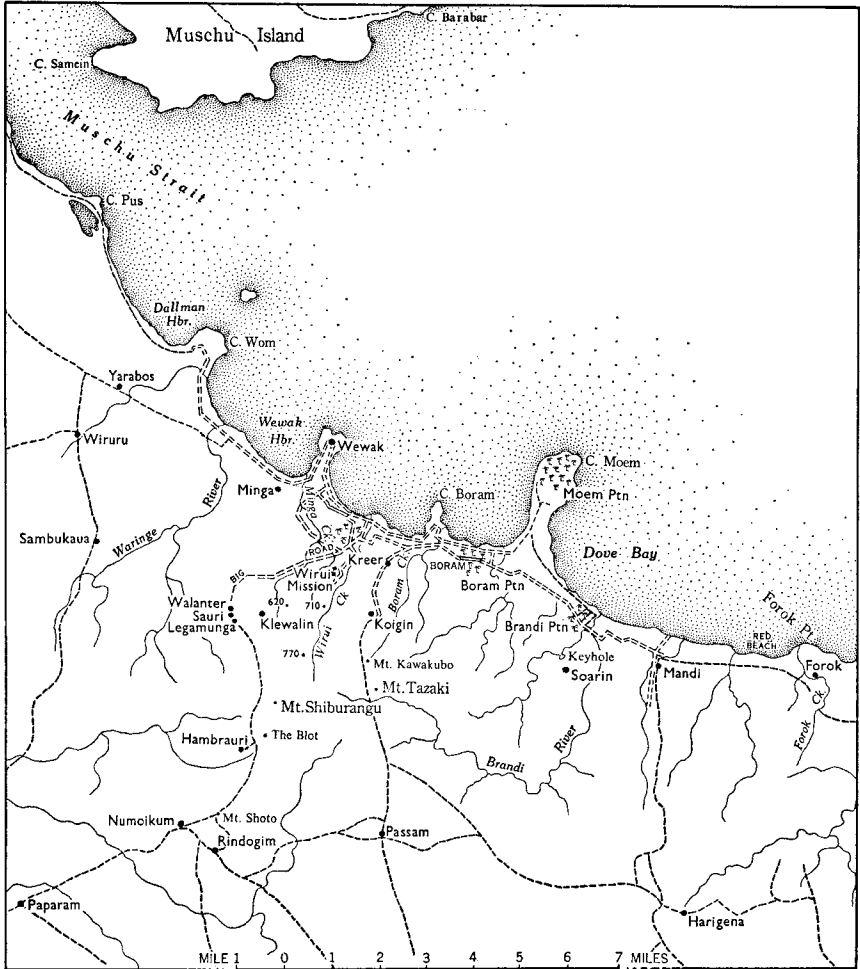 C. Barabar
Muschu Island
C. Samein
Muschu Strait
C. Pus
Dallman
Hbr.
C. Wom
Yarabos
Wewak
Hbr.
Wewak
Wiruru
C. Moem
Moem Ptn
River
Minga
Minga
Ck
C. Boram
Sambukaua
Waringe
Dove Bay
ROAD
Kreer
BIG
Wirui
Mission
BORAM
Boram Ptn
Boram
C.
620
710
Ck
Walanter
Sauri
Legamunga
Klewalin
Wirui
Koigin
Brandi Ptn
Forok Pt.
RED
BEACH
770
Mt. Kawakubo
Keyhole
Soarin
Mandi
Forok
Ck
Mt. Tazaki
Mt. Shiburangu
The Blot
Hambrauri
River
Brandi
Forok
Numoikum
Mt. Shoto
Rindogim
Passam
Paparam
Harigena
MILE 1 0 1 2 3 4 5 6 7 MILES